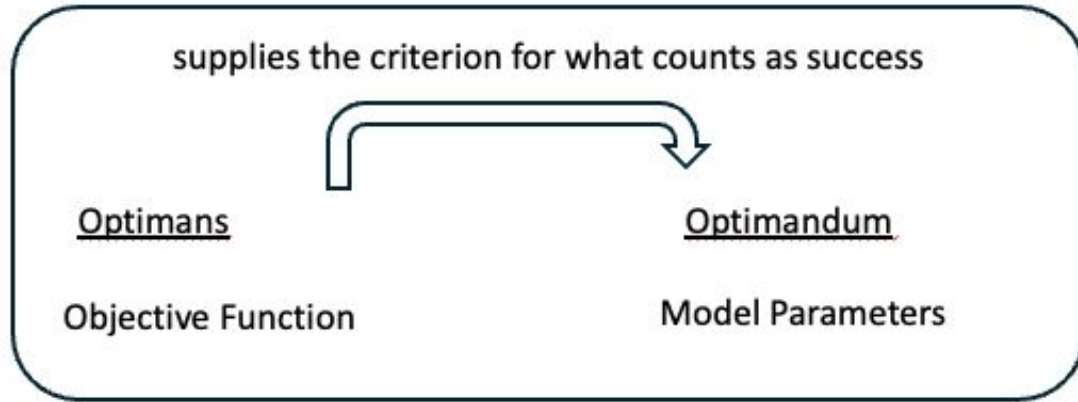 supplies the criterion for what counts as success
Optimans
Optimandum
Objective Function
Model Parameters